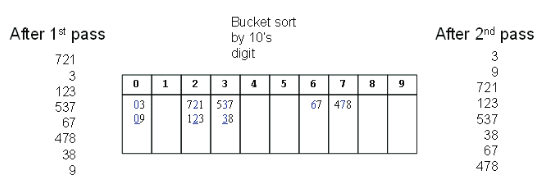 After 1st pass
721
3
123
537
67
478
38
9
Bucket sort
by 10's
digit
0 1 2 3 4 5 6 7 8 9
03 721 537 67 478
09 123 38
After 2nd pass
3
9
721
123
537
38
67
478